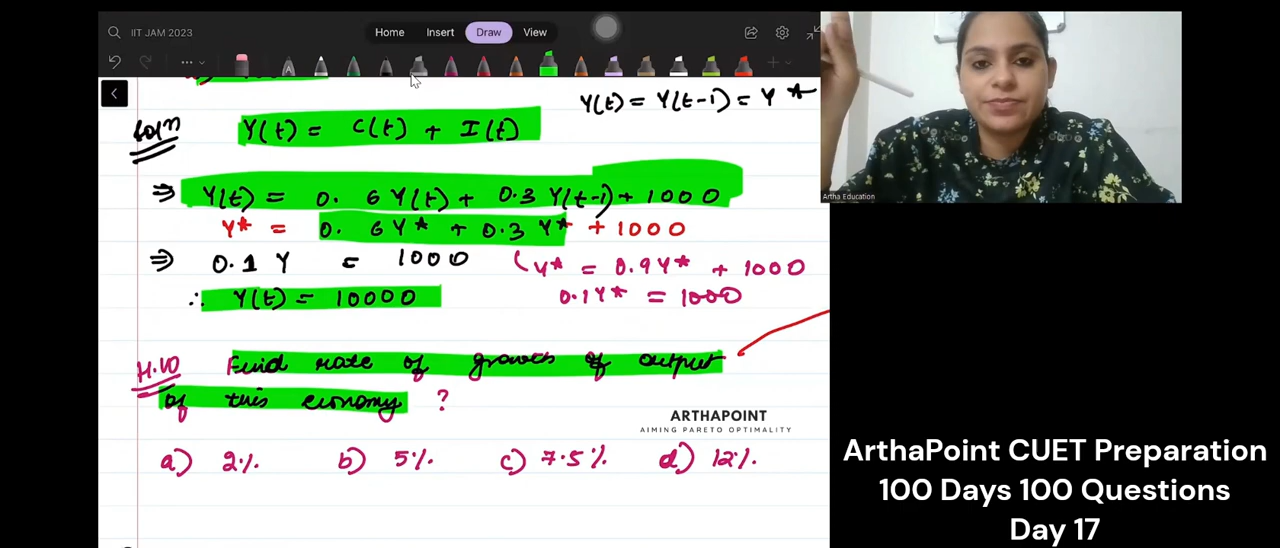 IIT JAM 2023
Home Insert Draw View
Y(t) = Y(t-1) = Y*
Soln Y(t) = C(t) + I(t)
⇒ Y(t) = 0.6Y(t) + 0.3Y(t-1) + 1000
Y* = 0.6Y* + 0.3Y* + 1000
⇒ 0.1Y = 1000
Y* = 0.9Y* + 1000
∴ Y(t) = 10000
0.1Y* = 1000
H.W Find rate of growth of output
of this economy ?
ARTHAPOINT
AIMING PARETO OPTIMALITY
a) 2% b) 5% c) 7.5% d) 12%
Artha Education
ArthaPoint CUET Preparation
100 Days 100 Questions
Day 17